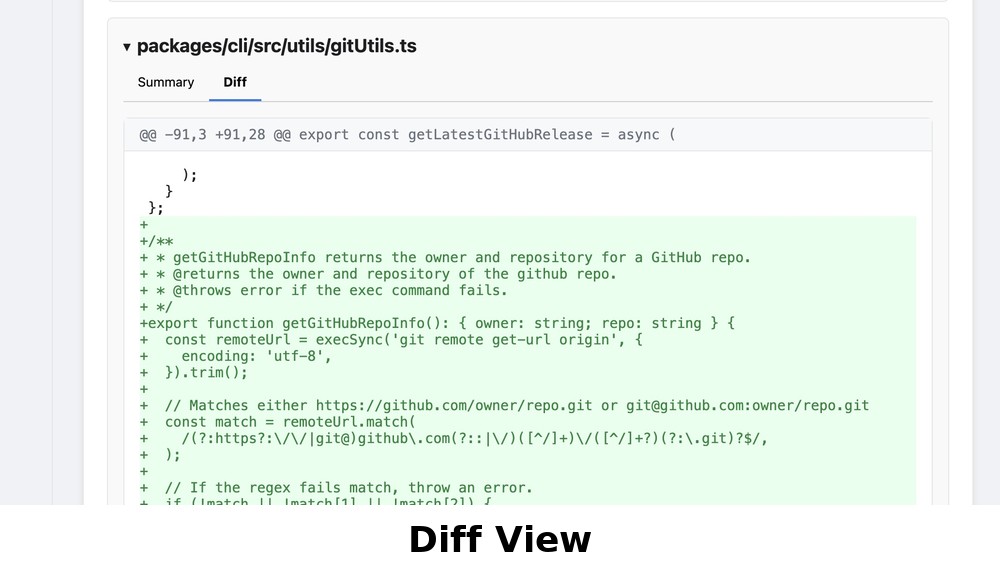 ▾ packages/cli/src/utils/gitUtils.ts
Summary Diff
@@ -91,3 +91,28 @@ export const getLatestGitHubRelease = async (
      );
    }
  };
+
+/**
+ * getGitHubRepoInfo returns the owner and repository for a GitHub repo.
+ * @returns the owner and repository of the github repo.
+ * @throws error if the exec command fails.
+ */
+export function getGitHubRepoInfo(): { owner: string; repo: string } {
+  const remoteUrl = execSync('git remote get-url origin', {
+    encoding: 'utf-8',
+  }).trim();
+
+  // Matches either https://github.com/owner/repo.git or git@github.com:owner/repo.git
+  const match = remoteUrl.match(
+    /(?:https?:\/\/|git@)github\.com(?::|\/)([^/]+)\/([^/]+?)(?:\.git)?$/,
+  );
+
+  // If the regex fails match, throw an error.
+  if (!match || !match[1] || !match[2]) {
Diff View